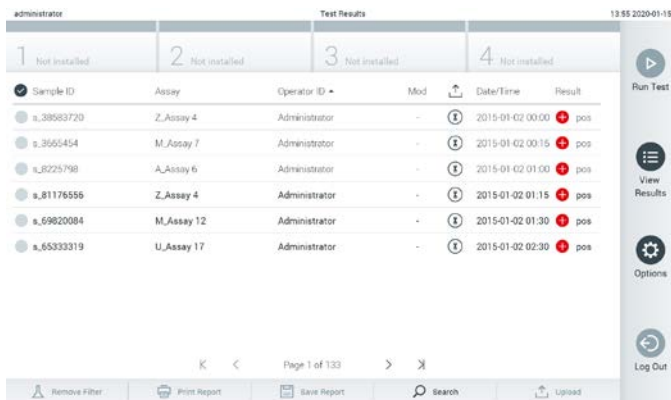 administrator Test Results 13:55 2020-01-15
1 Not installed 2 Not installed 3 Not installed 4 Not installed
Run Test
Sample ID Assay Operator ID Mod Date/Time Result
s_38583720 Z_Assay 4 Administrator - 2015-01-02 00:00 pos
s_3665454 M_Assay 7 Administrator - 2015-01-02 00:15 pos
s_8225798 A_Assay 6 Administrator - 2015-01-02 01:00 pos
s_81176556 Z_Assay 4 Administrator - 2015-01-02 01:15 pos
s_69820084 M_Assay 12 Administrator - 2015-01-02 01:30 pos
s_65333319 U_Assay 17 Administrator - 2015-01-02 02:30 pos
View
Results
Options
Page 1 of 133
Log Out
Remove Filter Print Report Save Report Search Upload